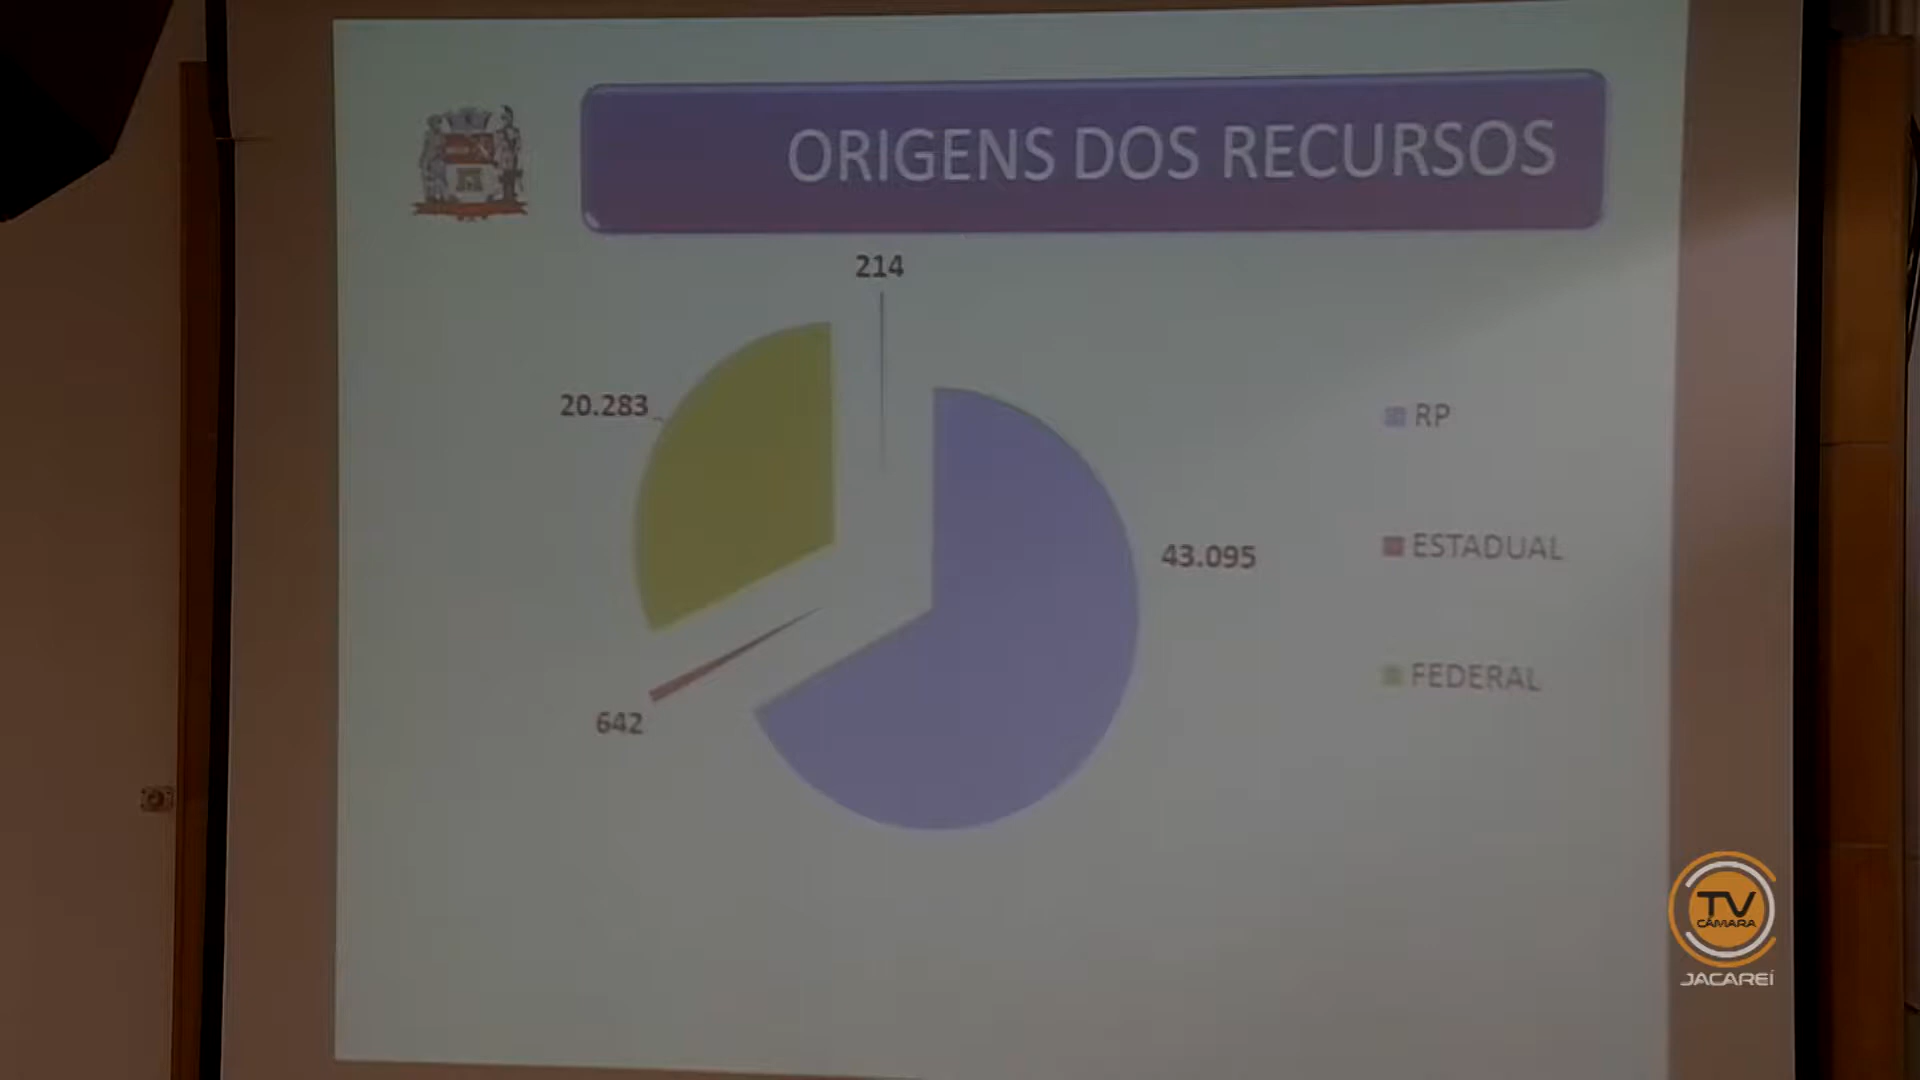 ORIGENS DOS RECURSOS
214
20.283
43.095
642
RP
ESTADUAL
FEDERAL
TV
CÂMARA
JACAREÍ